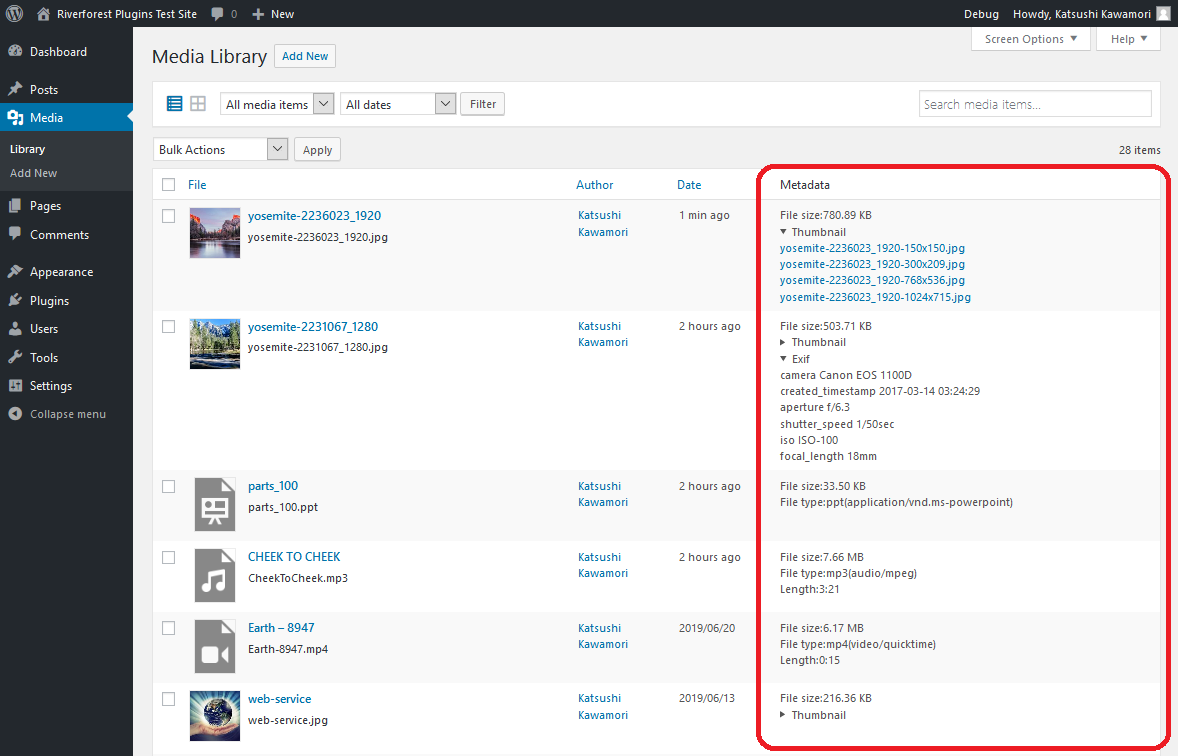 Riverforest Plugins Test Site 0 New Debug Howdy, Katsushi Kawamori
Screen Options Help
Dashboard
Posts
Media
Library
Add New
Pages
Comments
Appearance
Plugins
Users
Tools
Settings
Collapse menu
Media Library Add New
All media items All dates Filter Search media items...
Bulk Actions Apply 28 items
File Author Date Metadata
yosemite-2236023_1920
yosemite-2236023_1920.jpg
Katsushi
Kawamori
1 min ago
File size:780.89 KB
Thumbnail
yosemite-2236023_1920-150x150.jpg
yosemite-2236023_1920-300x209.jpg
yosemite-2236023_1920-768x536.jpg
yosemite-2236023_1920-1024x715.jpg
yosemite-2231067_1280
yosemite-2231067_1280.jpg
Katsushi
Kawamori
2 hours ago
File size:503.71 KB
Thumbnail
Exif
camera Canon EOS 1100D
created_timestamp 2017-03-14 03:24:29
aperture f/6.3
shutter_speed 1/50sec
iso ISO-100
focal_length 18mm
parts_100
parts_100.ppt
Katsushi
Kawamori
2 hours ago
File size:33.50 KB
File type:ppt(application/vnd.ms-powerpoint)
CHEEK TO CHEEK
CheekToCheek.mp3
Katsushi
Kawamori
2 hours ago
File size:7.66 MB
File type:mp3(audio/mpeg)
Length:3:21
Earth – 8947
Earth-8947.mp4
Katsushi
Kawamori
2019/06/20
File size:6.17 MB
File type:mp4(video/quicktime)
Length:0:15
web-service
web-service.jpg
Katsushi
Kawamori
2019/06/13
File size:216.36 KB
Thumbnail